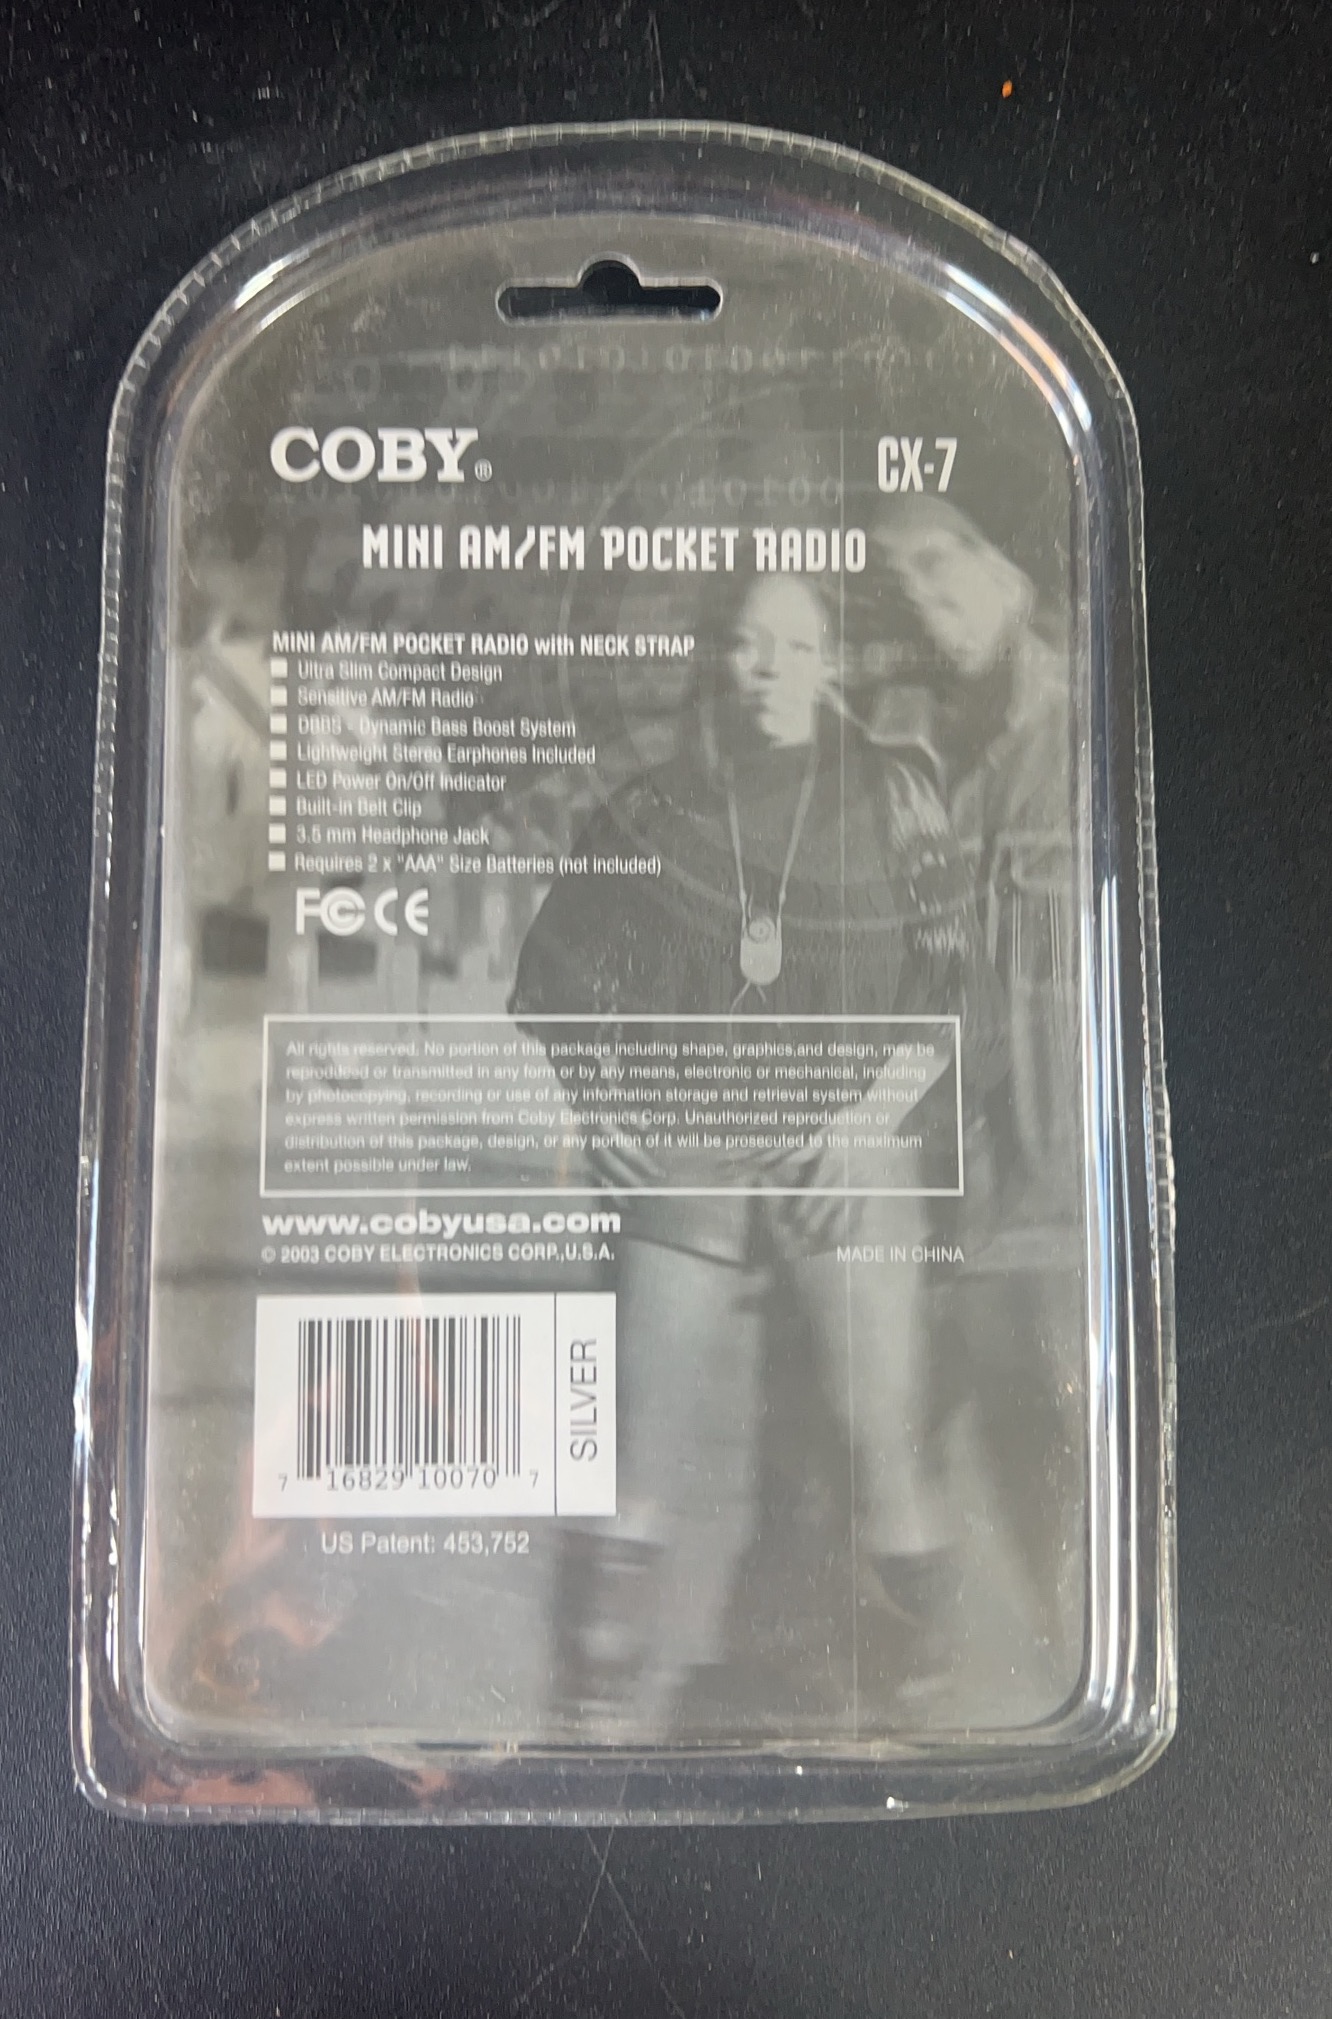 COBY®
CX-7
MINI AM/FM POCKET RADIO
MINI AM/FM POCKET RADIO with NECK STRAP
Ultra Slim Compact Design
Sensitive AM/FM Radio
DBBS - Dynamic Bass Boost System
Lightweight Stereo Earphones Included
LED Power On/Off Indicator
Built-in Belt Clip
3.5 mm Headphone Jack
Requires 2 x "AAA" Size Batteries (not included)
FC CE
All rights reserved. No portion of this package including shape, graphics,and design, may be
reproduced or transmitted in any form or by any means, electronic or mechanical, including
by photocopying, recording or use of any information storage and retrieval system without
express written permission from Coby Electronics Corp. Unauthorized reproduction or
distribution of this package, design, or any portion of it will be prosecuted to the maximum
extent possible under law.
www.cobyusa.com
© 2003 COBY ELECTRONICS CORP.,U.S.A.
MADE IN CHINA
SILVER
7 16829 10070 7
US Patent: 453,752